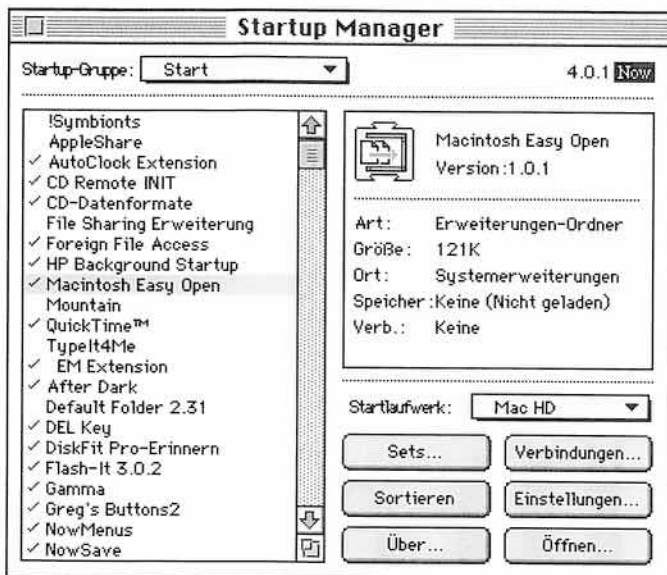 Startup Manager
Startup-Gruppe: Start
4.0.1 Now
!Symbionts
AppleShare
✓ AutoClock Extension
✓ CD Remote INIT
✓ CD-Datenformate
File Sharing Erweiterung
✓ Foreign File Access
✓ HP Background Startup
✓ Macintosh Easy Open
Mountain
✓ QuickTime™
TypeIt4Me
✓ EM Extension
✓ After Dark
Default Folder 2.31
✓ DEL Key
✓ DiskFit Pro-Erinnern
✓ Flash-It 3.0.2
✓ Gamma
✓ Greg's Buttons2
✓ NowMenus
✓ NowSave
Macintosh Easy Open
Version:1.0.1
Art: Erweiterungen-Ordner
Größe: 121K
Ort: Systemerweiterungen
Speicher:Keine (Nicht geladen)
Verb.: Keine
Startlaufwerk: Mac HD
Sets... Verbindungen...
Sortieren Einstellungen...
Über... Öffnen...